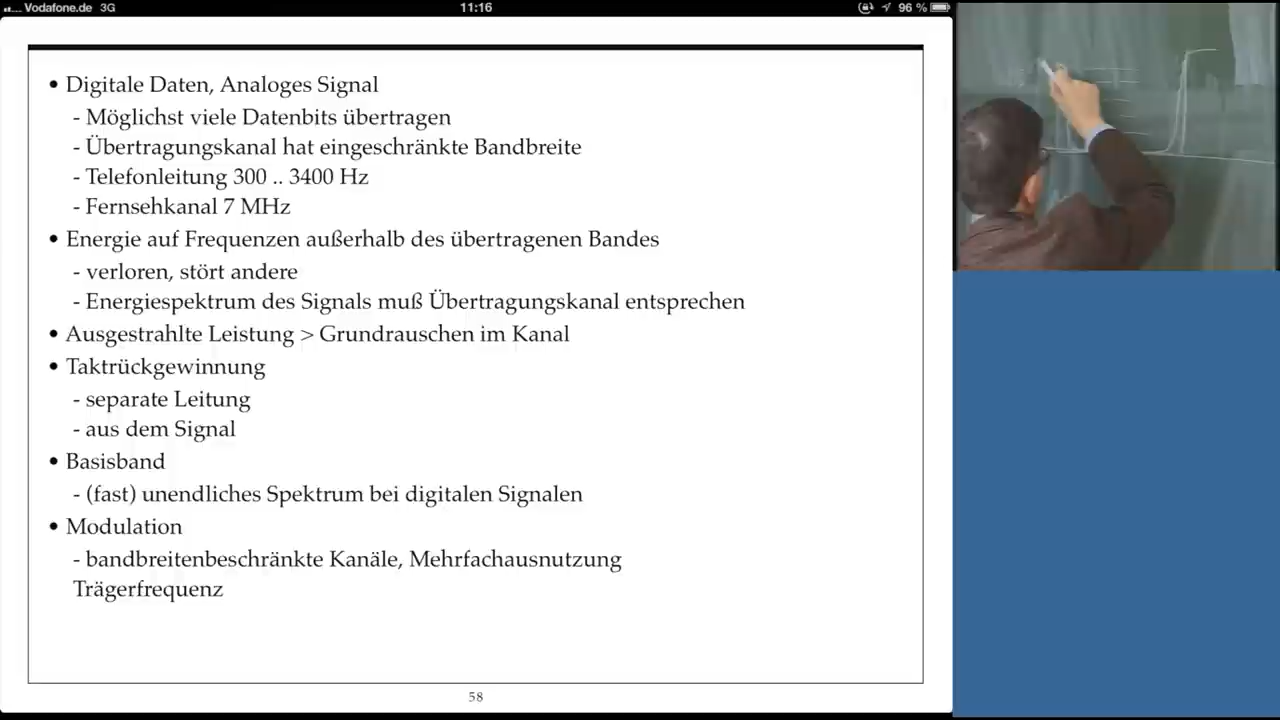 Vodafone.de 3G
11:16
96 %
• Digitale Daten, Analoges Signal
- Möglichst viele Datenbits übertragen
- Übertragungskanal hat eingeschränkte Bandbreite
- Telefonleitung 300 .. 3400 Hz
- Fernsehkanal 7 MHz
• Energie auf Frequenzen außerhalb des übertragenen Bandes
- verloren, stört andere
- Energiespektrum des Signals muß Übertragungskanal entsprechen
• Ausgestrahlte Leistung > Grundrauschen im Kanal
• Taktrückgewinnung
- separate Leitung
- aus dem Signal
• Basisband
- (fast) unendliches Spektrum bei digitalen Signalen
• Modulation
- bandbreitenbeschränkte Kanäle, Mehrfachausnutzung
Trägerfrequenz
58